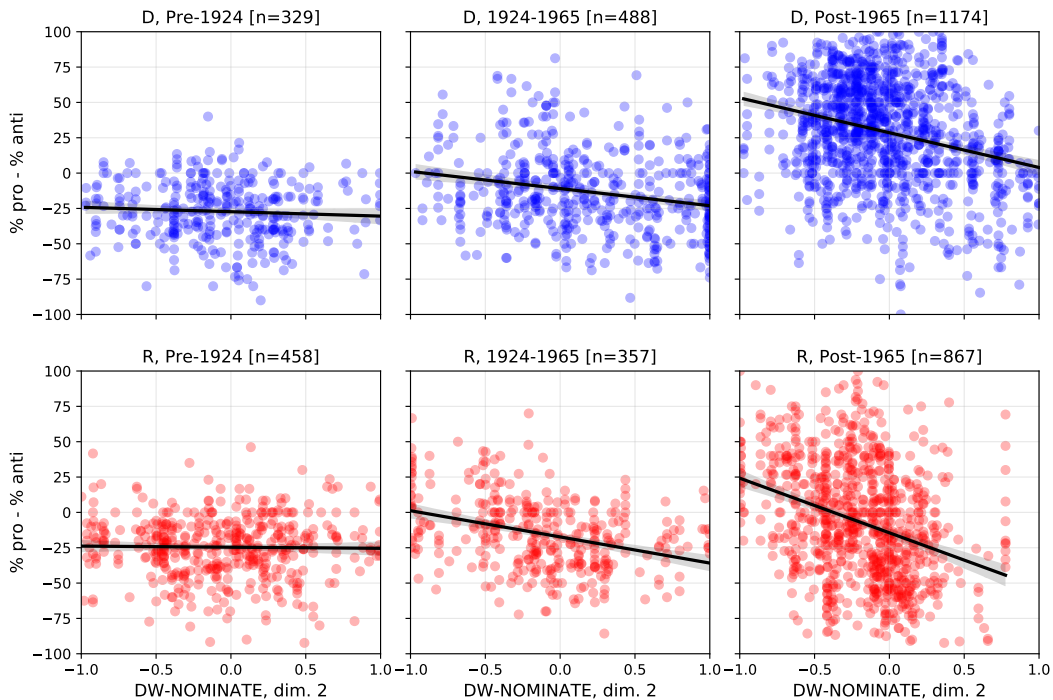 D, Pre-1924 [n=329]
D, 1924-1965 [n=488]
D, Post-1965 [n=1174]
% pro - % anti
100
75
50
25
0
−25
−50
−75
−100
R, Pre-1924 [n=458]
R, 1924-1965 [n=357]
R, Post-1965 [n=867]
% pro - % anti
100
75
50
25
0
−25
−50
−75
−100
−1.0 −0.5 0.0 0.5 1.0
−1.0 −0.5 0.0 0.5 1.0
−1.0 −0.5 0.0 0.5 1.0
DW-NOMINATE, dim. 2
DW-NOMINATE, dim. 2
DW-NOMINATE, dim. 2